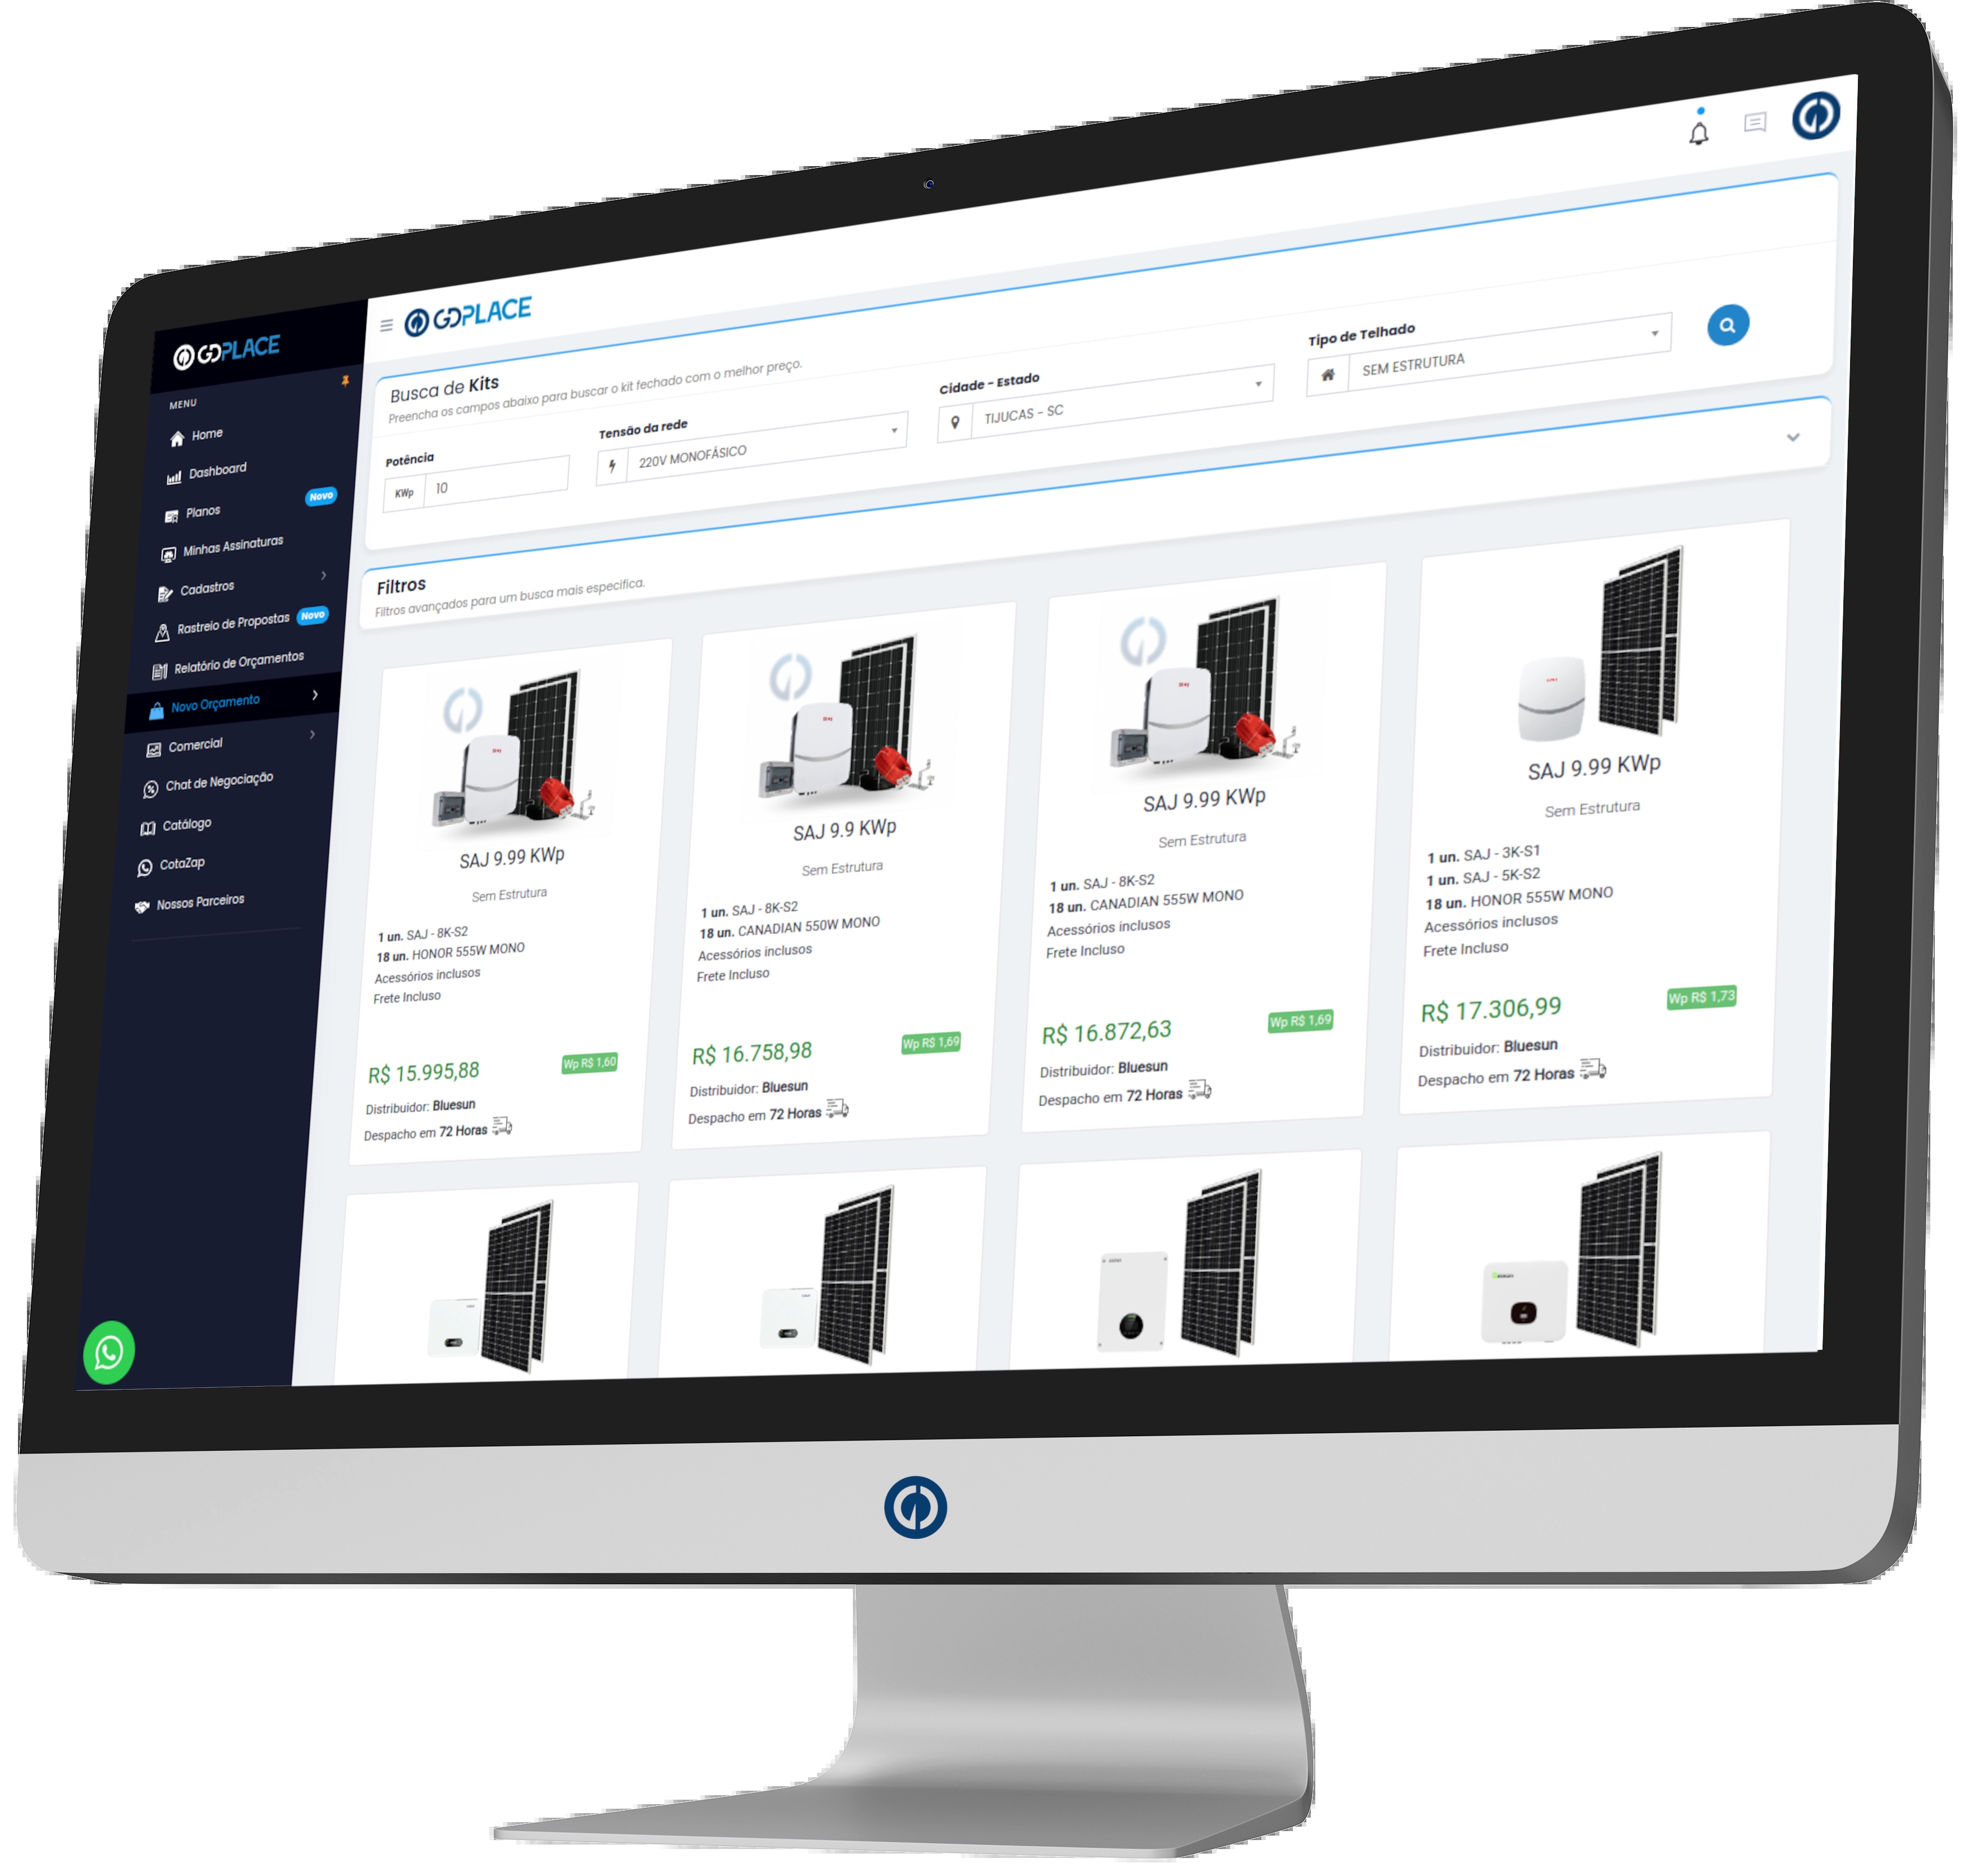 GDPLACE
MENU
Home
Dashboard
Planos
Novo
Minhas Assinaturas
Cadastros
Rastreio de Propostas
Novo
Relatório de Orçamentos
Novo Orçamento
Comercial
Chat de Negociação
Catálogo
CotaZap
Nossos Parceiros
GDPLACE
Busca de Kits
Preencha os campos abaixo para buscar o kit fechado com o melhor preço.
Potência
KWp
10
Tensão da rede
220V MONOFÁSICO
Cidade - Estado
TIJUCAS - SC
Tipo de Telhado
SEM ESTRUTURA
Filtros
Filtros avançados para um busca mais especifica.
SAJ 9.99 KWp
Sem Estrutura
1 un. SAJ - 8K-S2
18 un. HONOR 555W MONO
Acessórios inclusos
Frete Incluso
R$ 15.995,88
Wp R$ 1,60
Distribuidor: Bluesun
Despacho em 72 Horas
SAJ 9.9 KWp
Sem Estrutura
1 un. SAJ - 8K-S2
18 un. CANADIAN 550W MONO
Acessórios inclusos
Frete Incluso
R$ 16.758,98
Wp R$ 1,69
Distribuidor: Bluesun
Despacho em 72 Horas
SAJ 9.99 KWp
Sem Estrutura
1 un. SAJ - 8K-S2
18 un. CANADIAN 555W MONO
Acessórios inclusos
Frete Incluso
R$ 16.872,63
Wp R$ 1,69
Distribuidor: Bluesun
Despacho em 72 Horas
SAJ 9.99 KWp
Sem Estrutura
1 un. SAJ - 3K-S1
1 un. SAJ - 5K-S2
18 un. HONOR 555W MONO
Acessórios inclusos
Frete Incluso
R$ 17.306,99
Wp R$ 1,73
Distribuidor: Bluesun
Despacho em 72 Horas